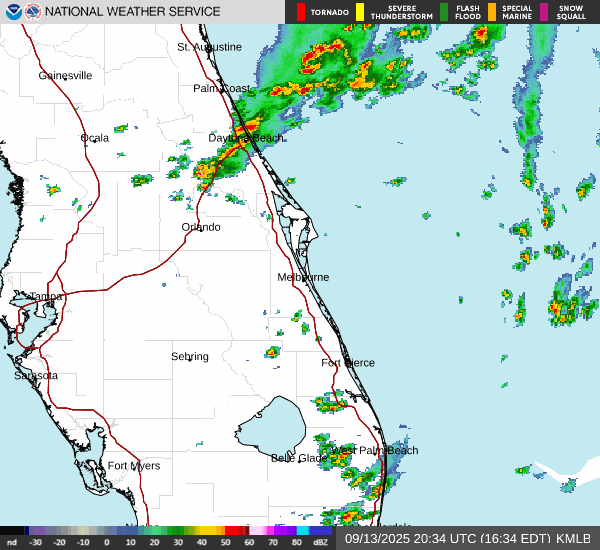 NATIONAL WEATHER SERVICE
TORNADO
SEVERE THUNDERSTORM
FLASH FLOOD
SPECIAL MARINE
SNOW SQUALL
St. Augustine
Gainesville
Palm Coast
Ocala
Daytona Beach
Orlando
Melbourne
Tampa
Sebring
Fort Pierce
Sarasota
West Palm Beach
Belle Glade
Fort Myers
nd -30 -20 -10 0 10 20 30 40 50 60 70 80 dBZ
09/13/2025 20:34 UTC (16:34 EDT) KMLB